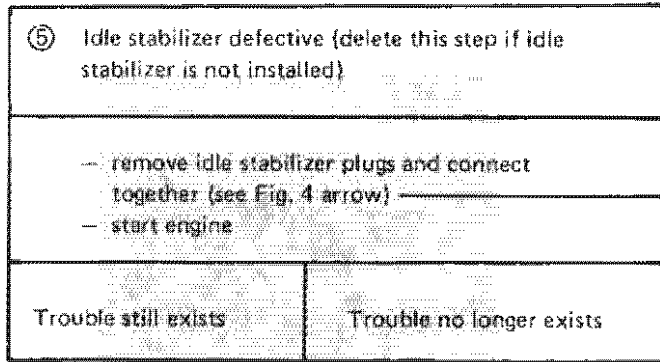 ⑤ Idle stabilizer defective (delete this step if idle
stabilizer is not installed)
— remove idle stabilizer plugs and connect
together (see Fig. 4 arrow)
— start engine
Trouble still exists
Trouble no longer exists